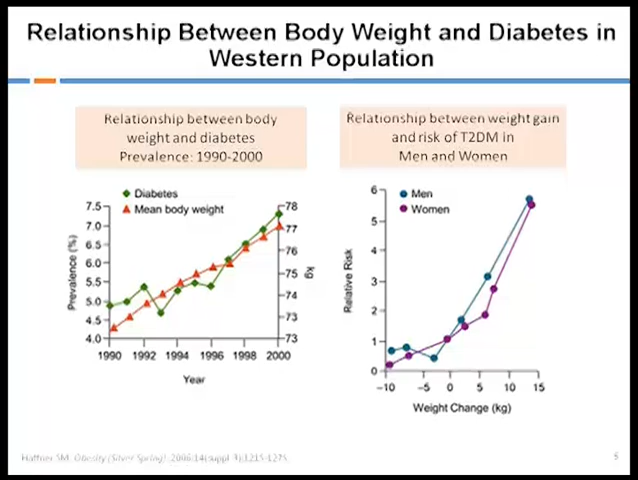 Relationship Between Body Weight and Diabetes in
Western Population
Relationship between body
weight and diabetes
Prevalence: 1990-2000
Relationship between weight gain
and risk of T2DM in
Men and Women
Diabetes
Mean body weight
Prevalence (%)
7.5
7.0
6.5
6.0
5.5
5.0
4.5
4.0
78
77
76
75
74
73
73
kg
1990 1992 1994 1996 1998 2000
Year
Men
Women
Relative Risk
6
5
4
3
2
1
0
-10 -5 0 5 10 15
Weight Change (kg)
Haffner SM. Obesity (Silver Spring). 2006;14(suppl 3):121S-127S.
5